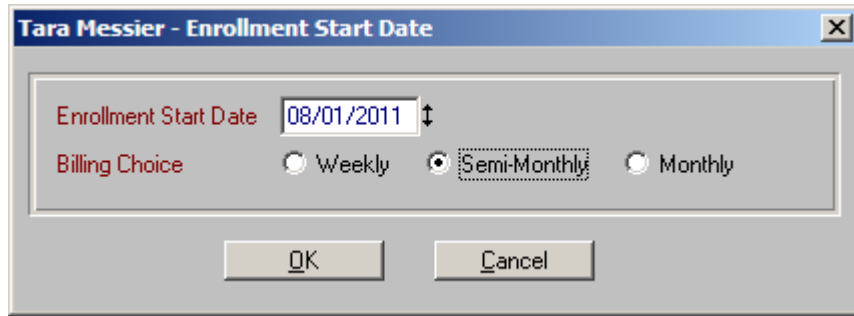 Tara Messier - Enrollment Start Date
Enrollment Start Date 08/01/2011
Billing Choice Weekly Semi-Monthly Monthly
OK Cancel